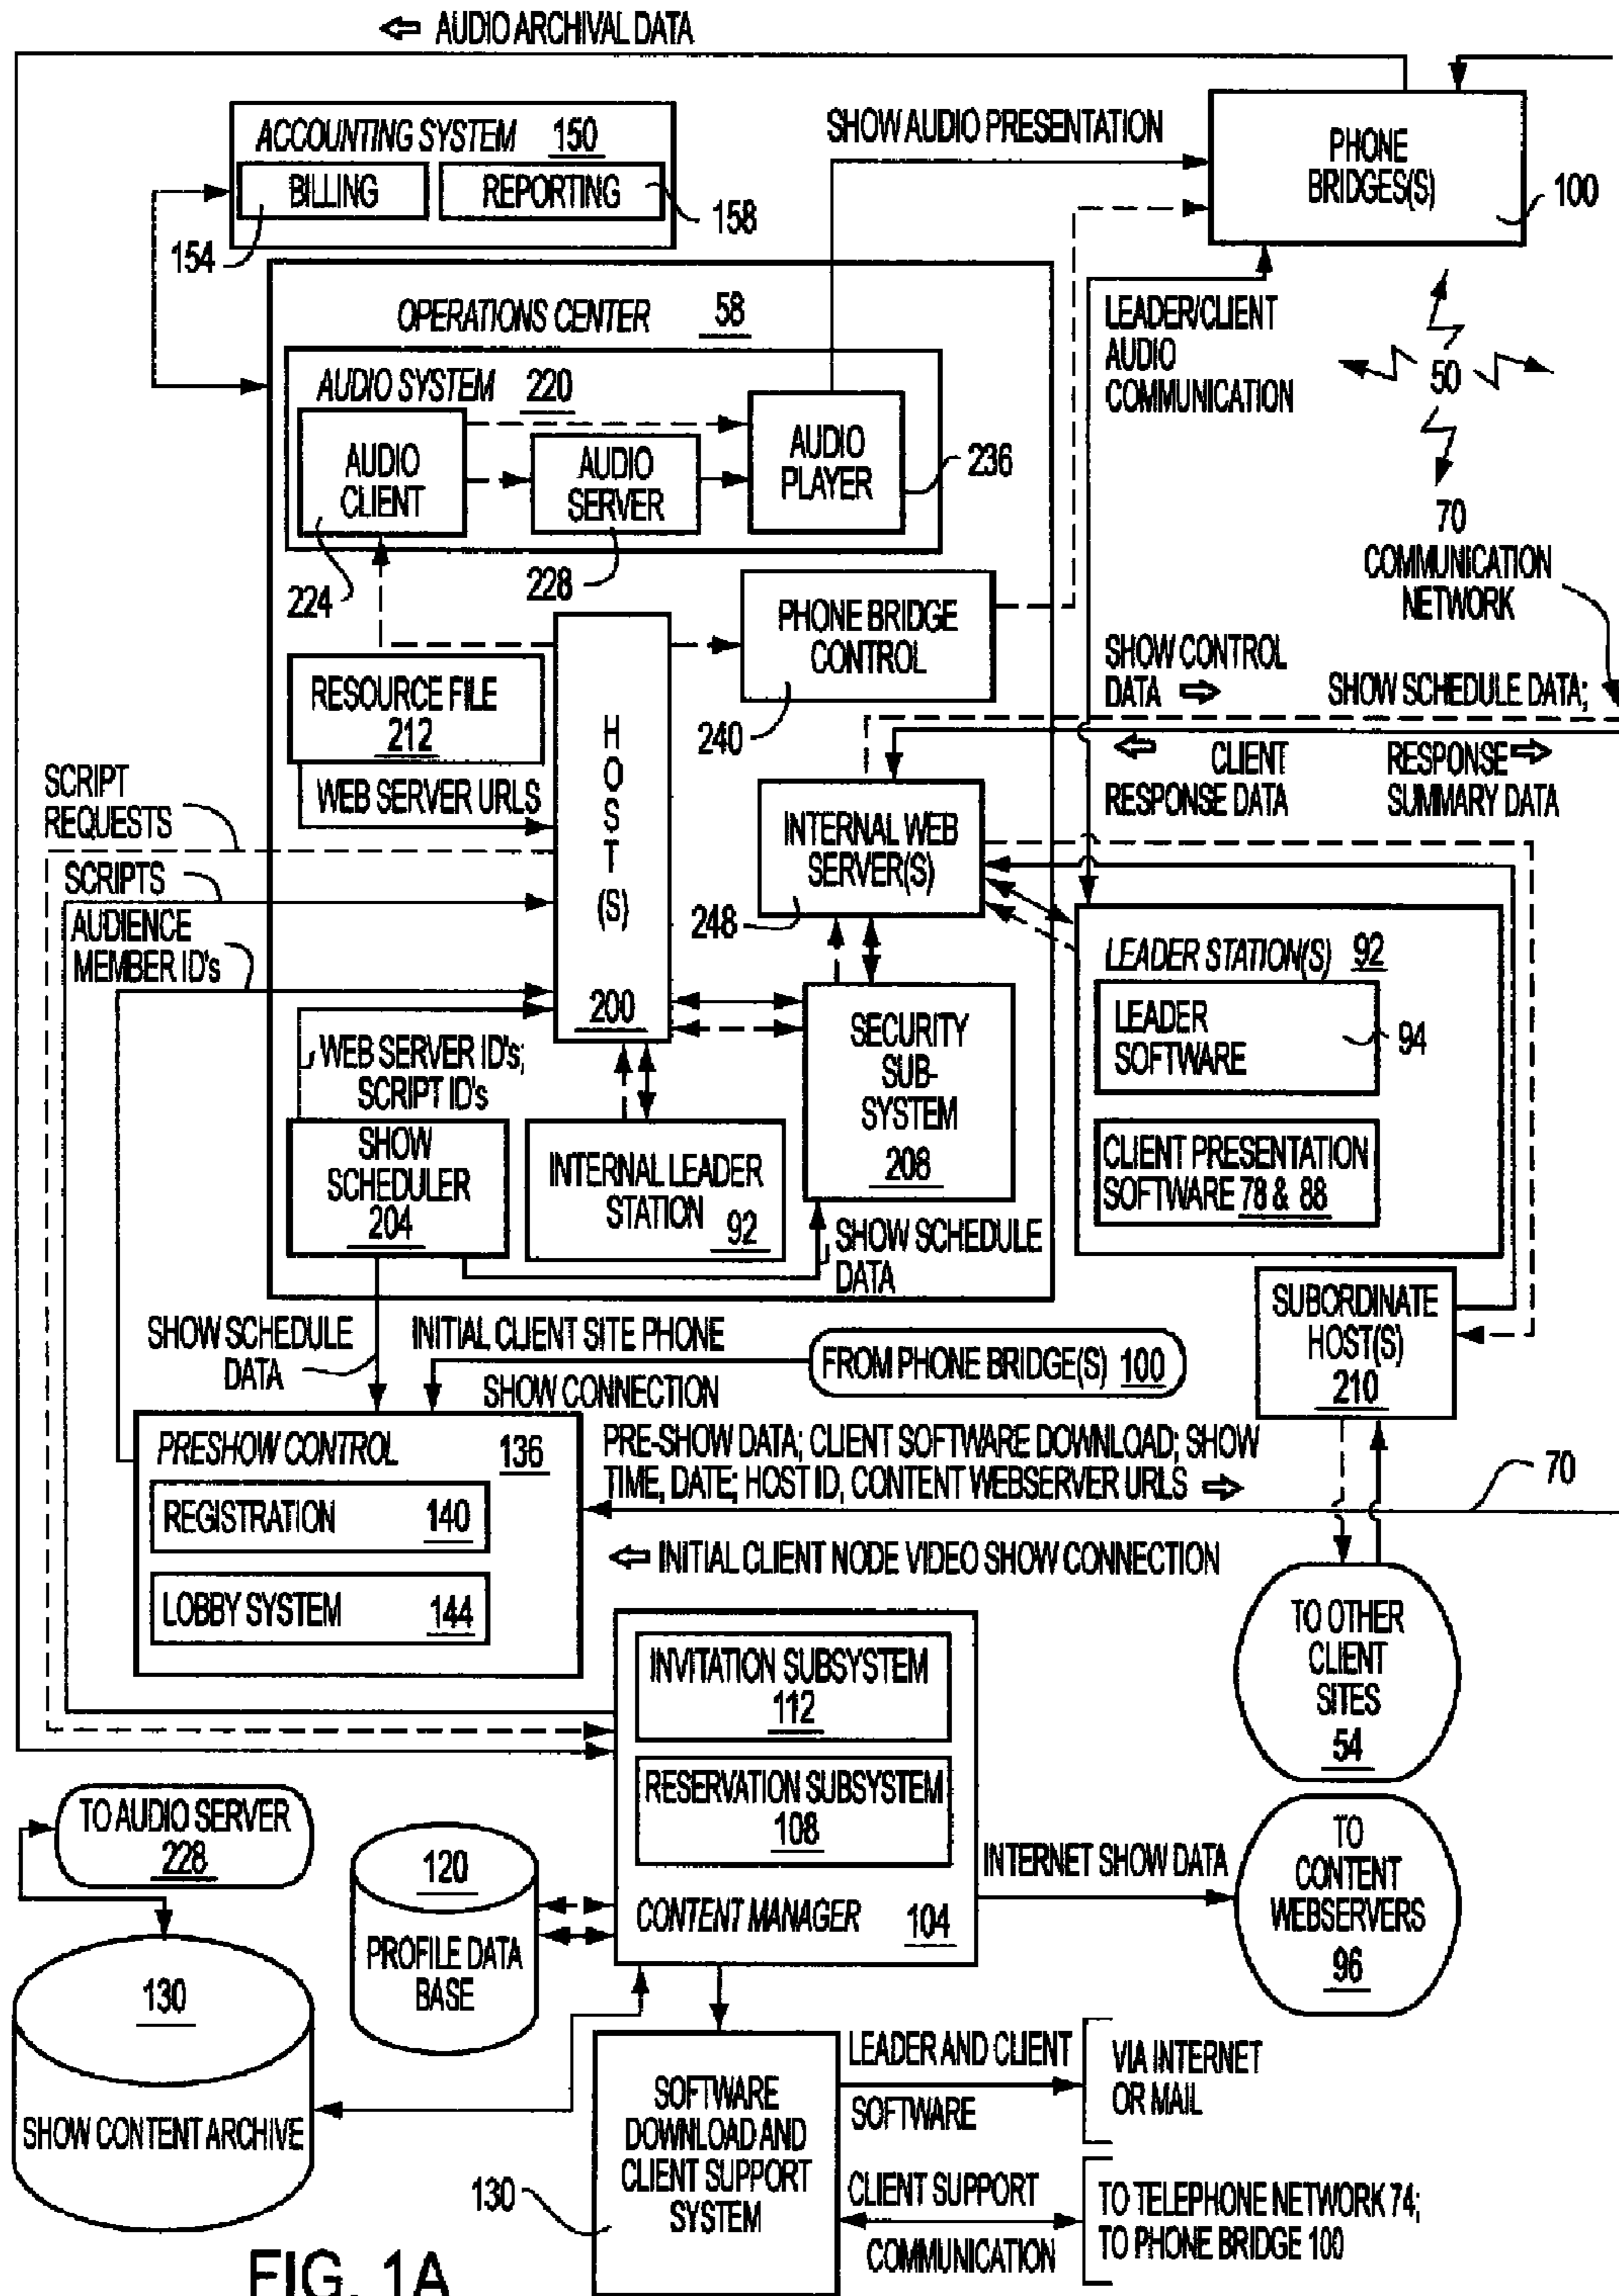 ⇐ AUDIO ARCHIVAL DATA
ACCOUNTING SYSTEM 150
BILLING
REPORTING
154
158
SHOW AUDIO PRESENTATION
PHONE
BRIDGES(S)
100
OPERATIONS CENTER 58
AUDIO SYSTEM 220
AUDIO
CLIENT
224
AUDIO
SERVER
228
AUDIO
PLAYER
236
LEADER/CLIENT
AUDIO
COMMUNICATION
50
70
COMMUNICATION
NETWORK
PHONE BRIDGE
CONTROL
240
RESOURCE FILE
212
WEB SERVER URLS
HOST
(S)
200
SHOW CONTROL
DATA ⇒
SHOW SCHEDULE DATA;
⇐ CLIENT
RESPONSE DATA
RESPONSE ⇒
SUMMARY DATA
SCRIPT
REQUESTS
SCRIPTS
AUDIENCE
MEMBER ID's
INTERNAL WEB
SERVER(S)
248
LEADER STATION(S) 92
LEADER
SOFTWARE
94
CLIENT PRESENTATION
SOFTWARE 78 & 88
WEB SERVER ID's;
SCRIPT ID's
SHOW
SCHEDULER
204
INTERNAL LEADER
STATION 92
SECURITY
SUB-
SYSTEM
208
SHOW SCHEDULE
DATA
SUBORDINATE
HOST(S)
210
SHOW SCHEDULE
DATA
INITIAL CLIENT SITE PHONE
SHOW CONNECTION
FROM PHONE BRIDGE(S) 100
PRESHOW CONTROL 136
REGISTRATION 140
LOBBY SYSTEM 144
PRE-SHOW DATA; CLIENT SOFTWARE DOWNLOAD; SHOW
TIME, DATE; HOST ID, CONTENT WEBSERVER URLS ⇒
70
⇐ INITIAL CLIENT NODE VIDEO SHOW CONNECTION
TO OTHER
CLIENT
SITES
54
INVITATION SUBSYSTEM
112
RESERVATION SUBSYSTEM
108
CONTENT MANAGER 104
INTERNET SHOW DATA
TO
CONTENT
WEBSERVERS
96
TO AUDIO SERVER
228
120
PROFILE DATA
BASE
130
SHOW CONTENT ARCHIVE
SOFTWARE
DOWNLOAD AND
CLIENT SUPPORT
SYSTEM
130
LEADER AND CLIENT
SOFTWARE
VIA INTERNET
OR MAIL
CLIENT SUPPORT
COMMUNICATION
TO TELEPHONE NETWORK 74;
TO PHONE BRIDGE 100
FIG. 1A